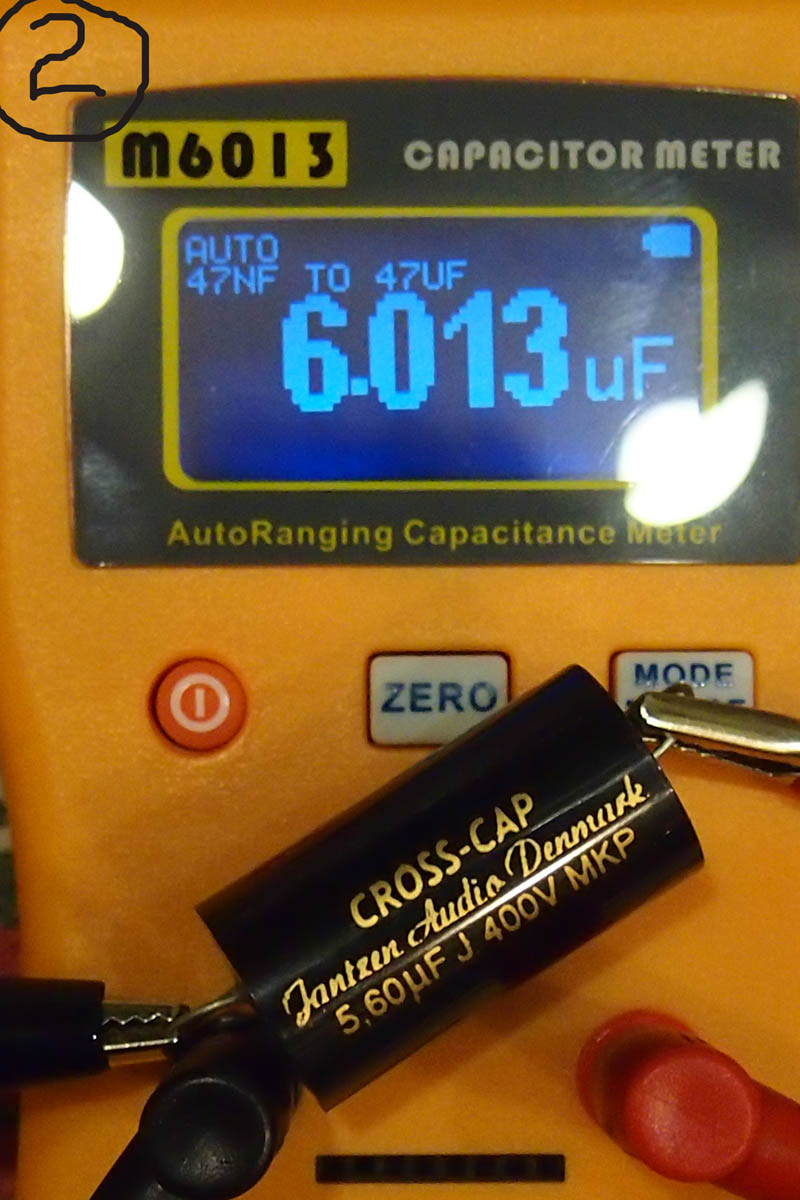 2
M6013
CAPACITOR METER
AUTO
47NF TO 47UF
6.013 uF
AutoRanging Capacitance Meter
ZERO
MODE
CROSS-CAP
Jantzen Audio Denmark
5,60µF J 400V MKP